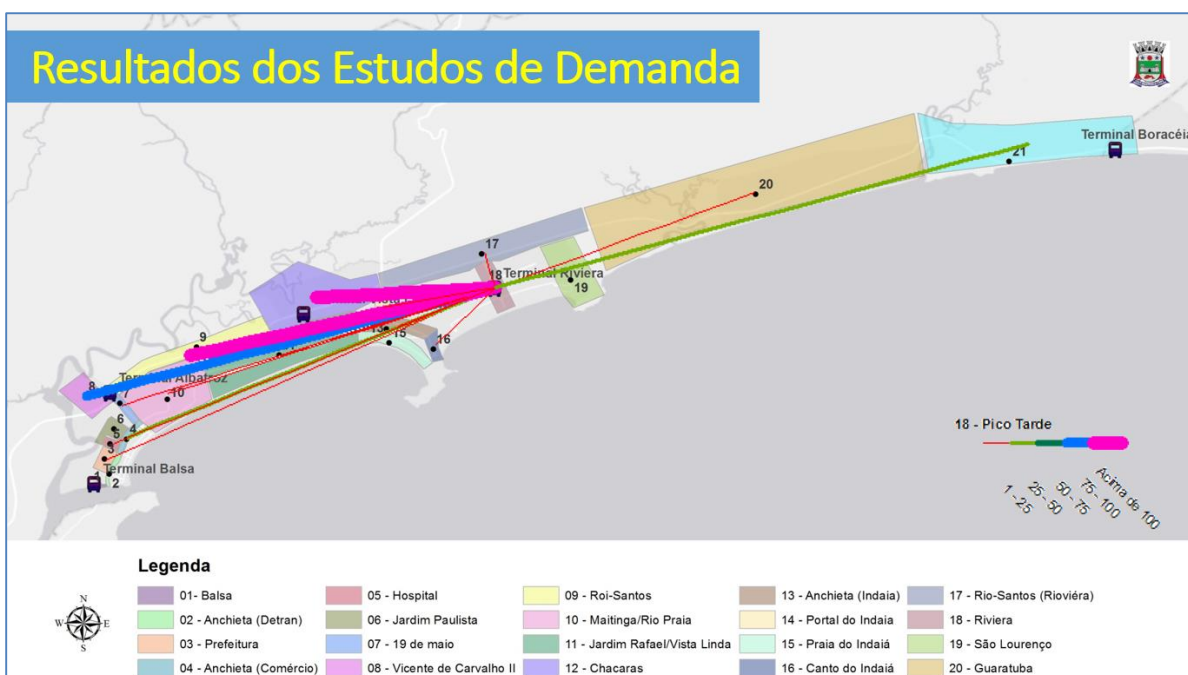 Resultados dos Estudos de Demanda
Terminal Boracéia
21
20
17
18
Terminal Riviera
19
13
15
16
9
8
Terminal Albatroz
7
10
6
5
4
3
Terminal Balsa
1
2
18 - Pico Tarde
1 - 25
25 - 50
50 - 75
75 - 100
Acima de 100
Legenda
N
W
E
S
01- Balsa
02 - Anchieta (Detran)
03 - Prefeitura
04 - Anchieta (Comércio)
05 - Hospital
06 - Jardim Paulista
07 - 19 de maio
08 - Vicente de Carvalho II
09 - Roi-Santos
10 - Maitinga/Rio Praia
11 - Jardim Rafael/Vista Linda
12 - Chacaras
13 - Anchieta (Indaia)
14 - Portal do Indaia
15 - Praia do Indaiá
16 - Canto do Indaiá
17 - Rio-Santos (Rioviéra)
18 - Riviera
19 - São Lourenço
20 - Guaratuba